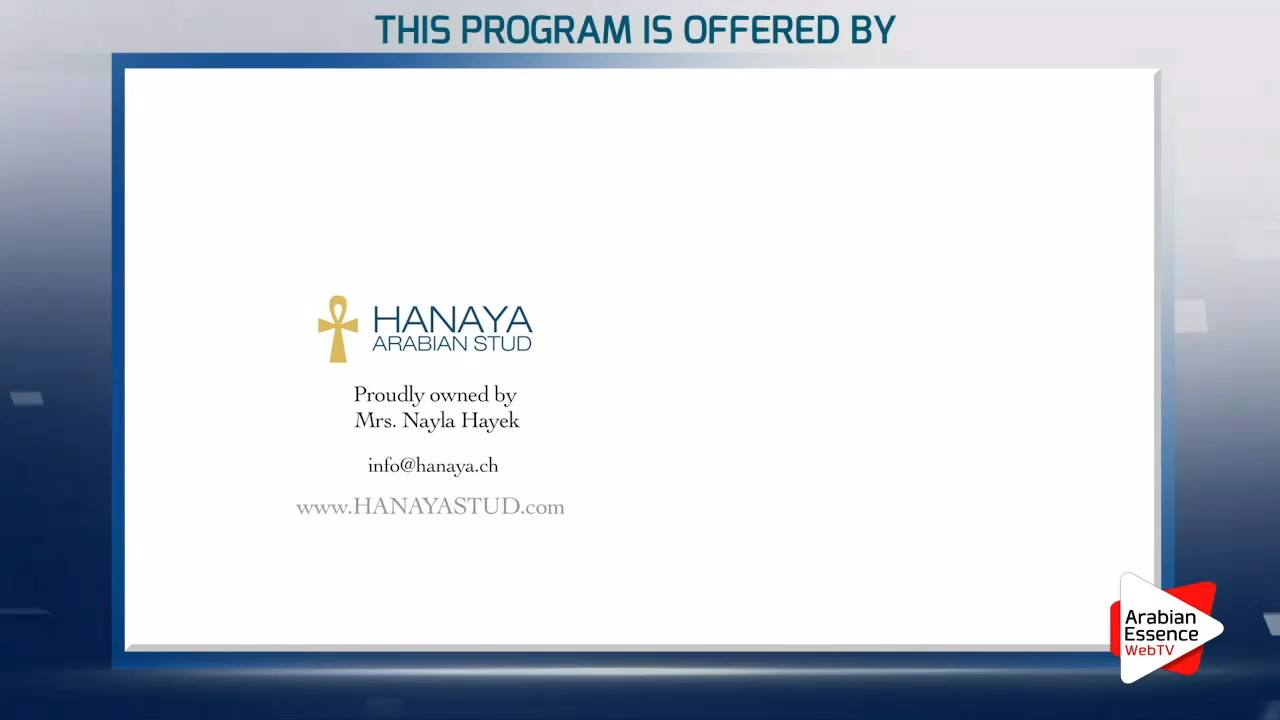 THIS PROGRAM IS OFFERED BY
HANAYA
ARABIAN STUD
Proudly owned by
Mrs. Nayla Hayek
info@hanaya.ch
www.HANAYASTUD.com
Arabian
Essence
WebTV